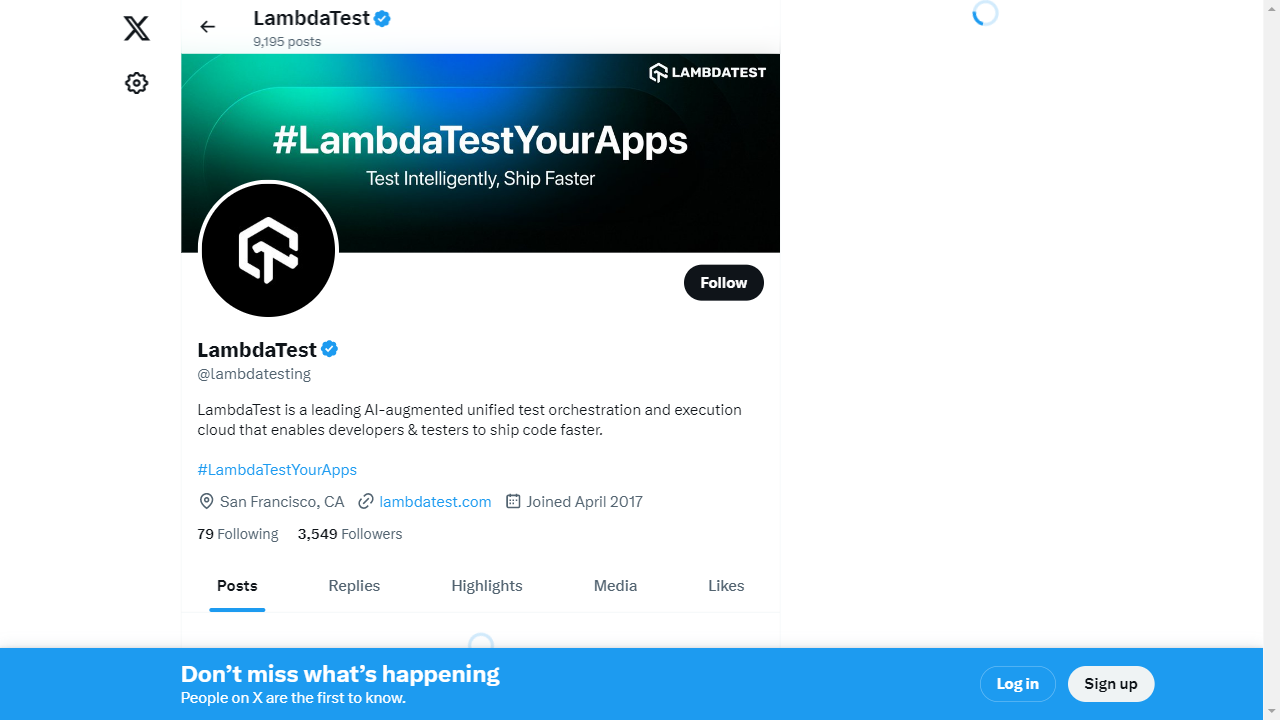 LambdaTest
9,195 posts
LAMBDATEST
#LambdaTestYourApps
Test Intelligently, Ship Faster
Follow
LambdaTest
@lambdatesting
LambdaTest is a leading AI-augmented unified test orchestration and execution
cloud that enables developers & testers to ship code faster.
#LambdaTestYourApps
San Francisco, CA lambdatest.com Joined April 2017
79 Following 3,549 Followers
Posts Replies Highlights Media Likes
Don’t miss what’s happening
People on X are the first to know.
Log in Sign up